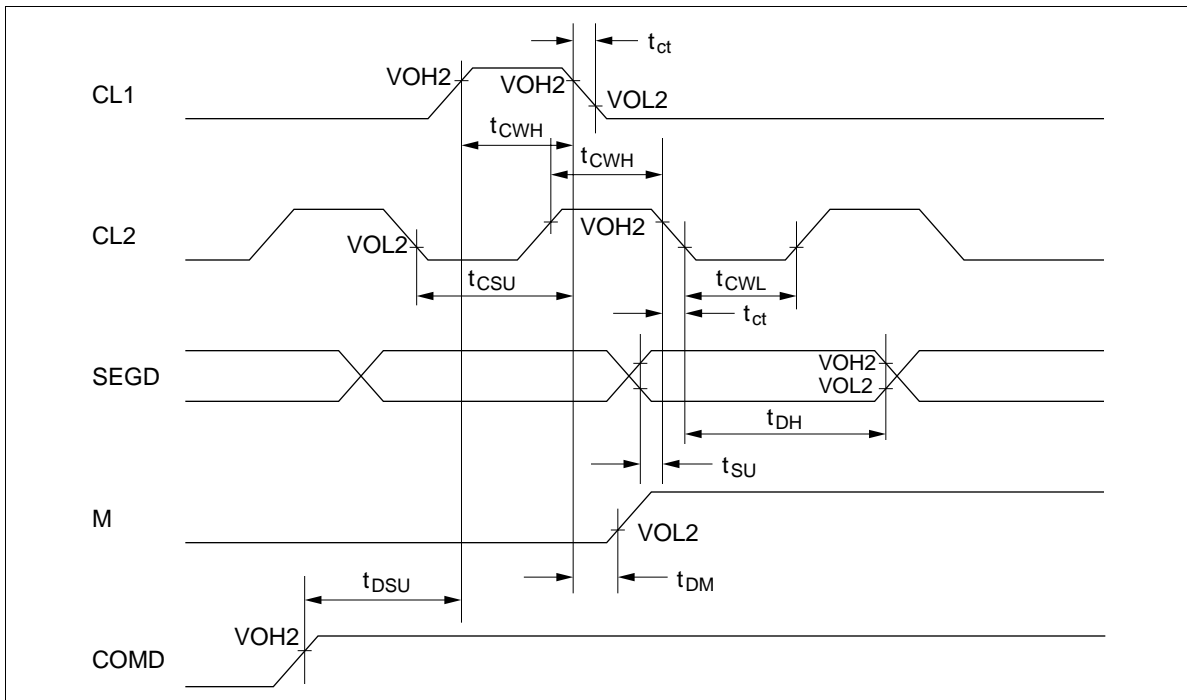 t_ct
VOH2 VOH2
CL1
VOL2
t_CWH
t_CWH
CL2
VOL2 VOH2
t_CSU t_CWL
t_ct
SEGD
VOH2
VOL2
t_DH
t_SU
M
VOL2
t_DSU t_DM
VOH2
COMD